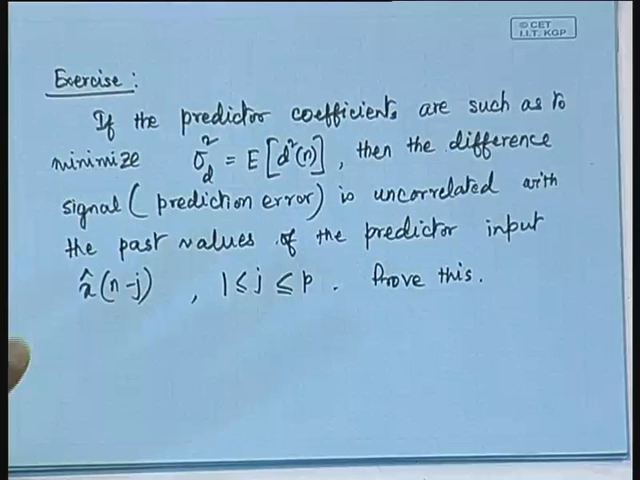 © CET
I.I.T. KGP
Exercise :
If the predictor coefficients are such as to
minimize σ_d² = E[d²(n)], then the difference
signal (prediction error) is uncorrelated with
the past values of the predictor input
x̂(n-j) , 1 ≤ j ≤ p . Prove this.